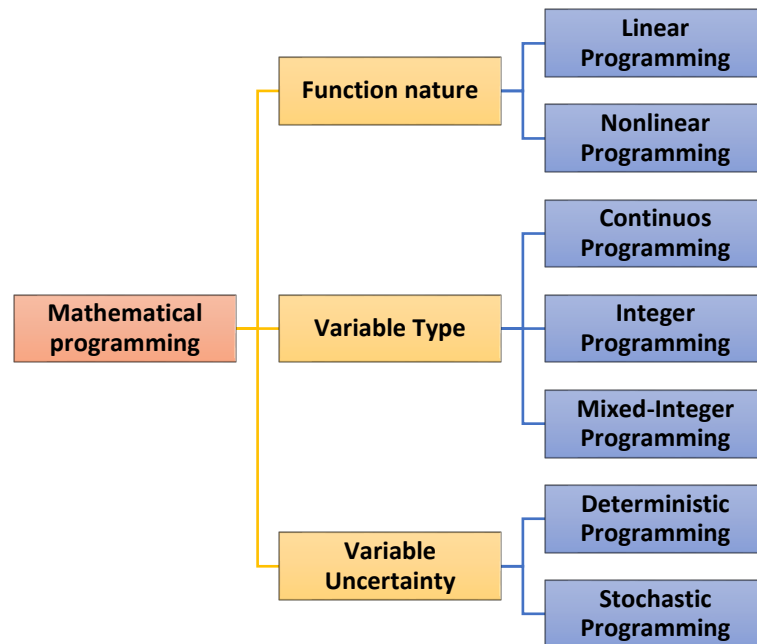 Mathematical
programming
Function nature
Linear
Programming
Nonlinear
Programming
Variable Type
Continuos
Programming
Integer
Programming
Mixed-Integer
Programming
Variable
Uncertainty
Deterministic
Programming
Stochastic
Programming